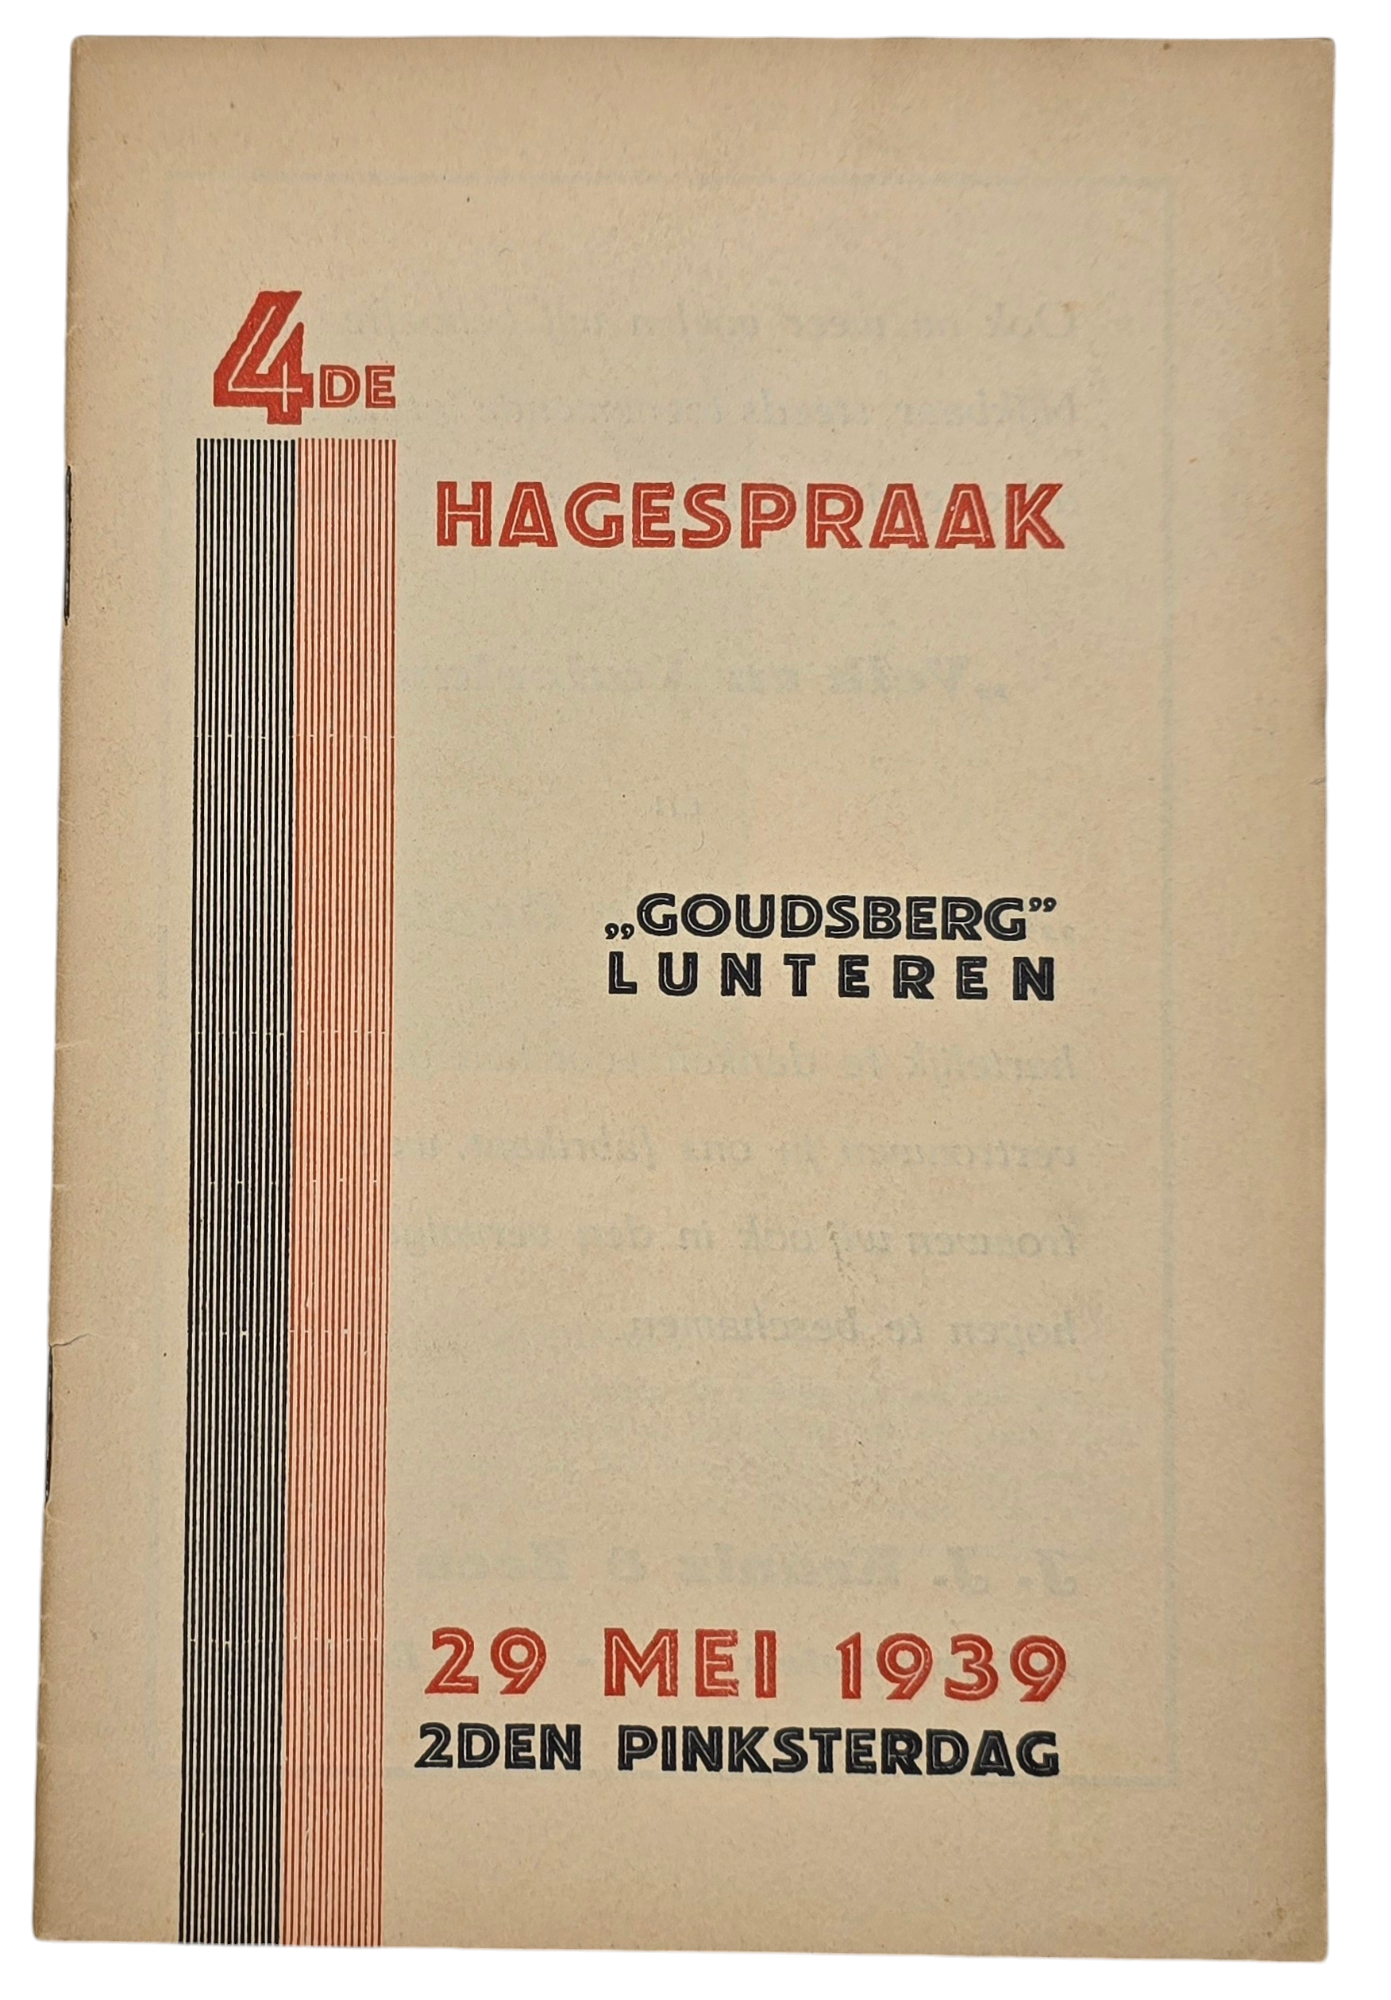 4DE
HAGESPRAAK
„GOUDSBERG”
LUNTEREN
29 MEI 1939
2DEN PINKSTERDAG